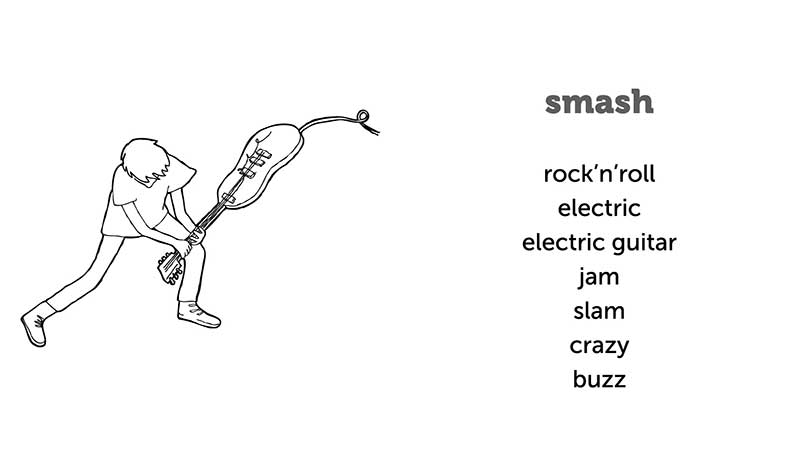 smash
rock’n’roll
electric
electric guitar
jam
slam
crazy
buzz